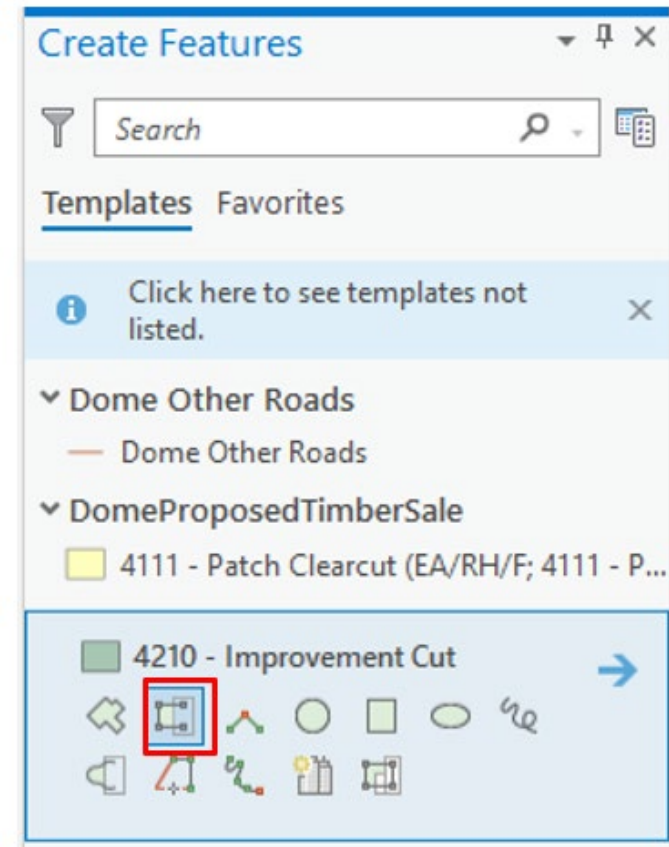 Create Features
Search
Templates Favorites
Click here to see templates not
listed.
Dome Other Roads
Dome Other Roads
DomeProposedTimberSale
4111 - Patch Clearcut (EA/RH/F; 4111 - P...
4210 - Improvement Cut